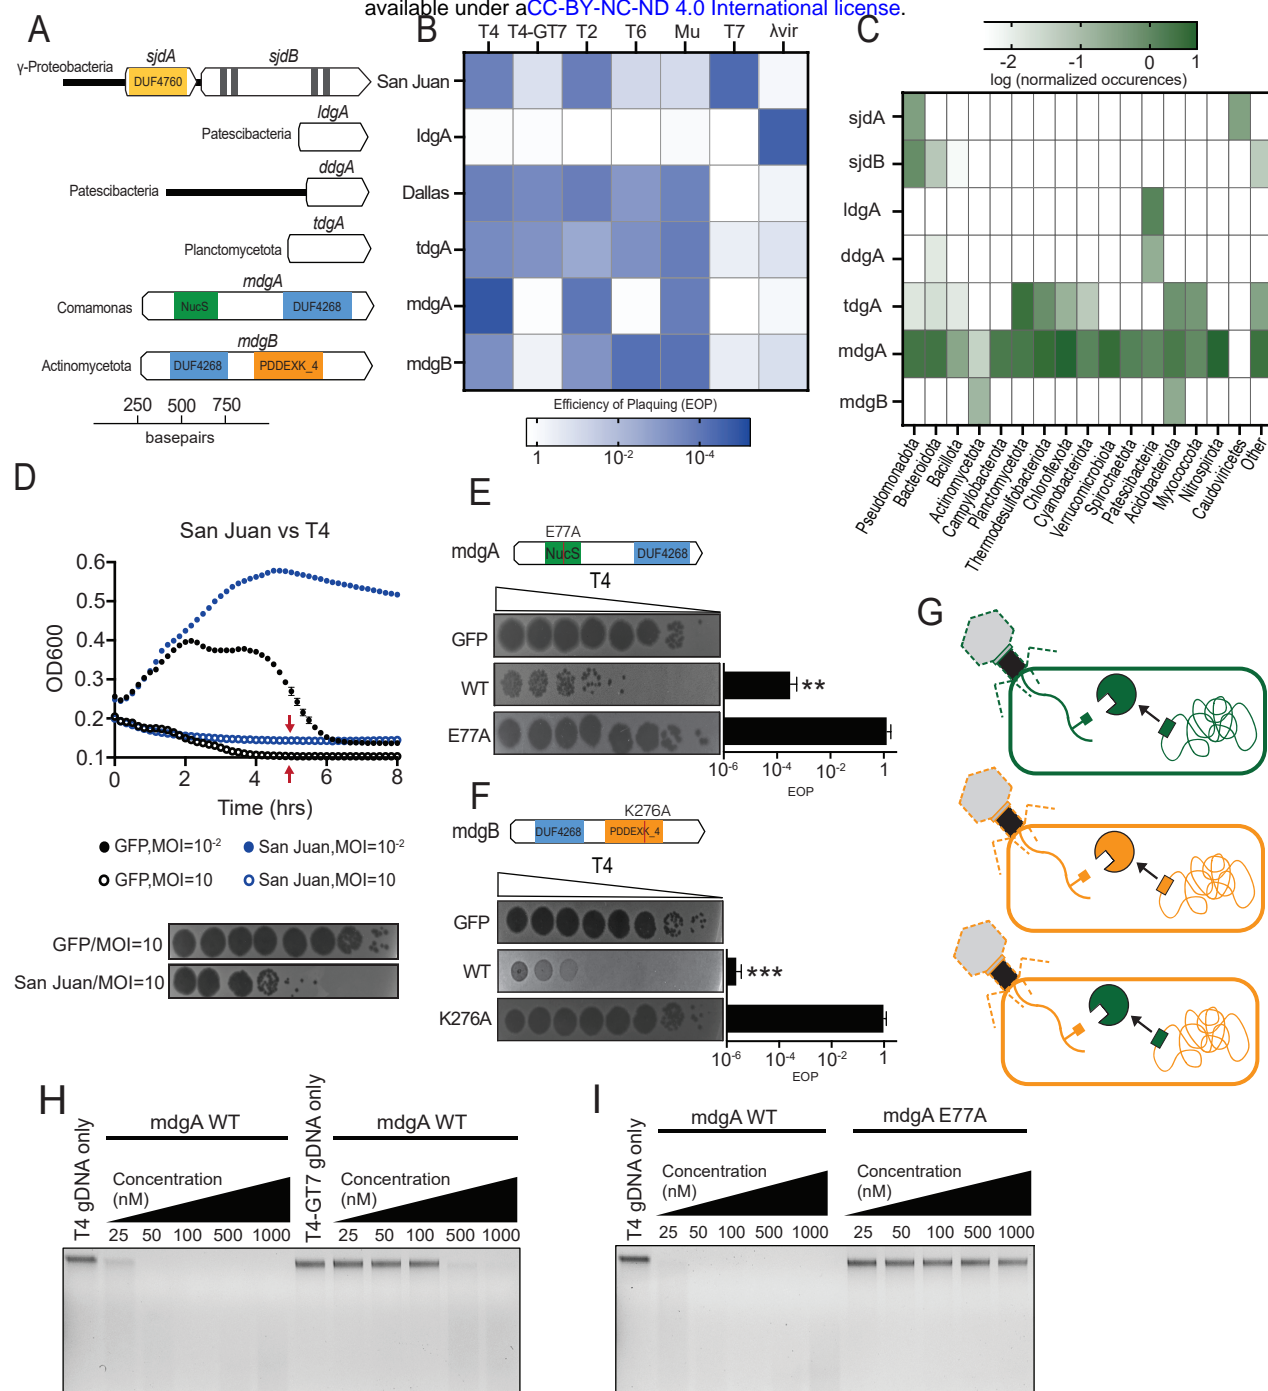 available under aCC-BY-NC-ND 4.0 International license.
A
sjdA
sjdB
γ-Proteobacteria
DUF4760
ldgA
Patescibacteria
ddgA
Patescibacteria
tdgA
Planctomycetota
mdgA
Comamonas
NucS
DUF4268
mdgB
Actinomycetota
DUF4268
PDDEXK_4
250 500 750
basepairs
B
T4 T4-GT7 T2 T6 Mu T7 λvir
San Juan
ldgA
Dallas
tdgA
mdgA
mdgB
Efficiency of Plaquing (EOP)
1 10-2 10-4
C
-2 -1 0 1
log (normalized occurences)
sjdA
sjdB
ldgA
ddgA
tdgA
mdgA
mdgB
Pseudomonadota
Bacteroidota
Bacillota
Actinomycetota
Campylobacterota
Planctomycetota
Thermodesulfobacteriota
Chloroflexota
Cyanobacteriota
Verrucomicrobiota
Spirochaetota
Patescibacteria
Acidobacteriota
Myxococcota
Nitrospirota
Caudoviricetes
Other
D
San Juan vs T4
OD600
0.6
0.5
0.4
0.3
0.2
0.1
0 2 4 6 8
Time (hrs)
GFP,MOI=10-2
San Juan,MOI=10-2
GFP,MOI=10
San Juan,MOI=10
GFP/MOI=10
San Juan/MOI=10
E
E77A
mdgA
NucS
DUF4268
T4
GFP
WT
**
E77A
10-6 10-4 10-2 1
EOP
F
K276A
mdgB
DUF4268
PDDEXK_4
T4
GFP
WT
***
K276A
10-6 10-4 10-2 1
EOP
G
H
T4 gDNA only
mdgA WT
Concentration
(nM)
25 50 100 500 1000
T4-GT7 gDNA only
mdgA WT
Concentration
(nM)
25 50 100 500 1000
I
T4 gDNA only
mdgA WT
Concentration
(nM)
25 50 100 500 1000
mdgA E77A
Concentration
(nM)
25 50 100 500 1000